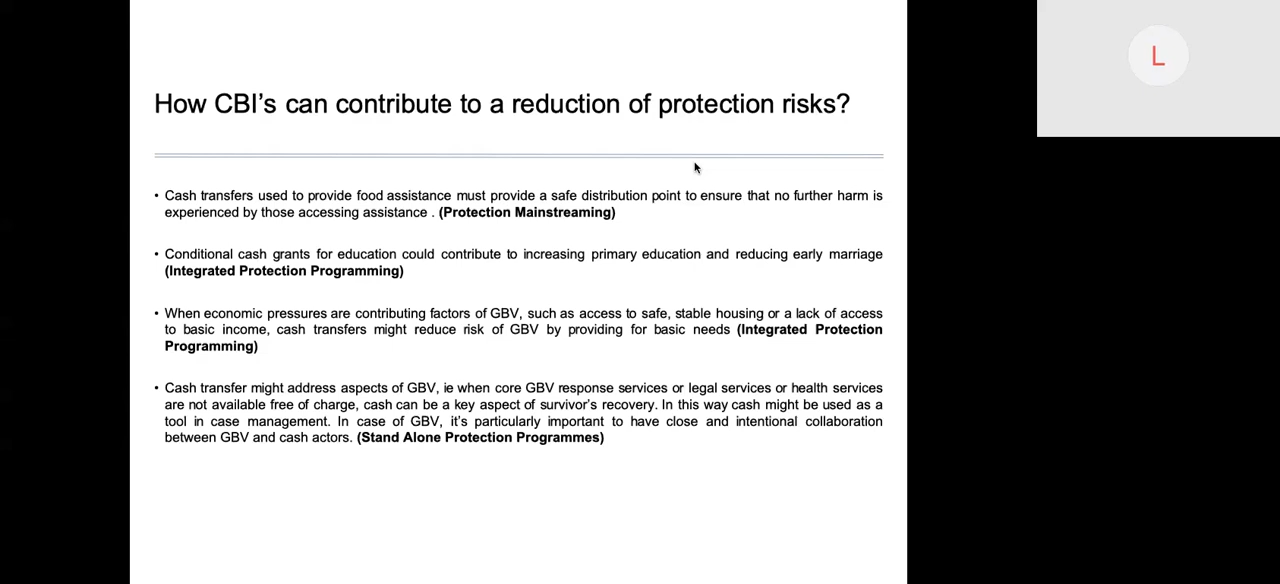 How CBI's can contribute to a reduction of protection risks?
L
• Cash transfers used to provide food assistance must provide a safe distribution point to ensure that no further harm is
experienced by those accessing assistance . (Protection Mainstreaming)
• Conditional cash grants for education could contribute to increasing primary education and reducing early marriage
(Integrated Protection Programming)
• When economic pressures are contributing factors of GBV, such as access to safe, stable housing or a lack of access
to basic income, cash transfers might reduce risk of GBV by providing for basic needs (Integrated Protection
Programming)
• Cash transfer might address aspects of GBV, ie when core GBV response services or legal services or health services
are not available free of charge, cash can be a key aspect of survivor's recovery. In this way cash might be used as a
tool in case management. In case of GBV, it's particularly important to have close and intentional collaboration
between GBV and cash actors. (Stand Alone Protection Programmes)